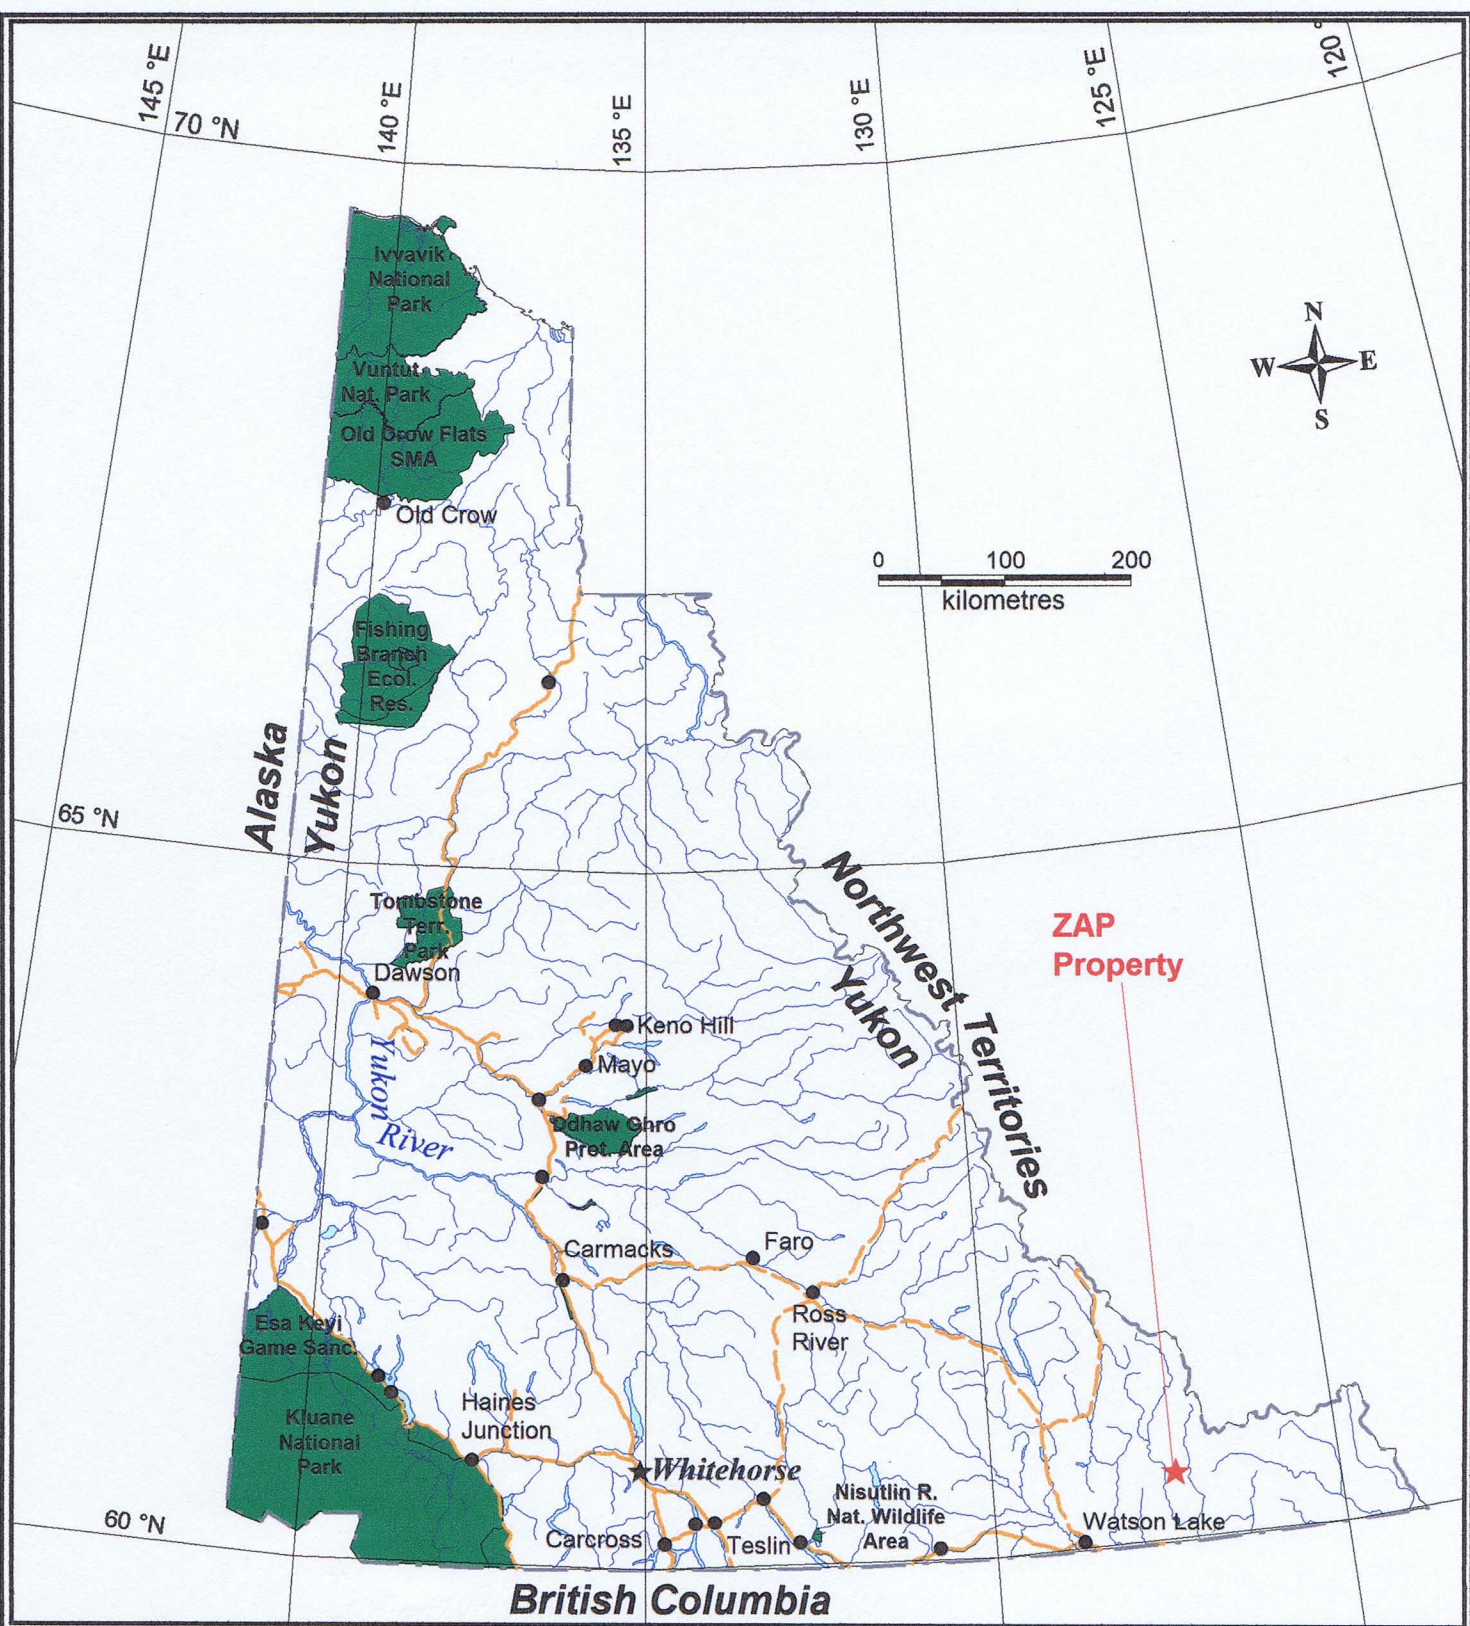 145 °E
140 °E
135 °E
130 °E
125 °E
120 °
70 °N
Ivvavik
National
Park
N
W
E
S
Vuntut
Nat. Park
Old Crow Flats
SMA
Old Crow
0 100 200
kilometres
Fishing
Branch
Ecol.
Res.
Alaska
Yukon
65 °N
Northwest Territories
Yukon
ZAP
Property
Tombstone
Terr.
Park
Dawson
Keno Hill
Mayo
Yukon
River
Ddhaw Ghro
Prot. Area
Carmacks
Faro
Ross
River
Esa Keyi
Game Sanc.
Kluane
National
Park
Haines
Junction
Whitehorse
Nisutlin R.
Nat. Wildlife
Area
60 °N
Carcross
Teslin
Watson Lake
British Columbia